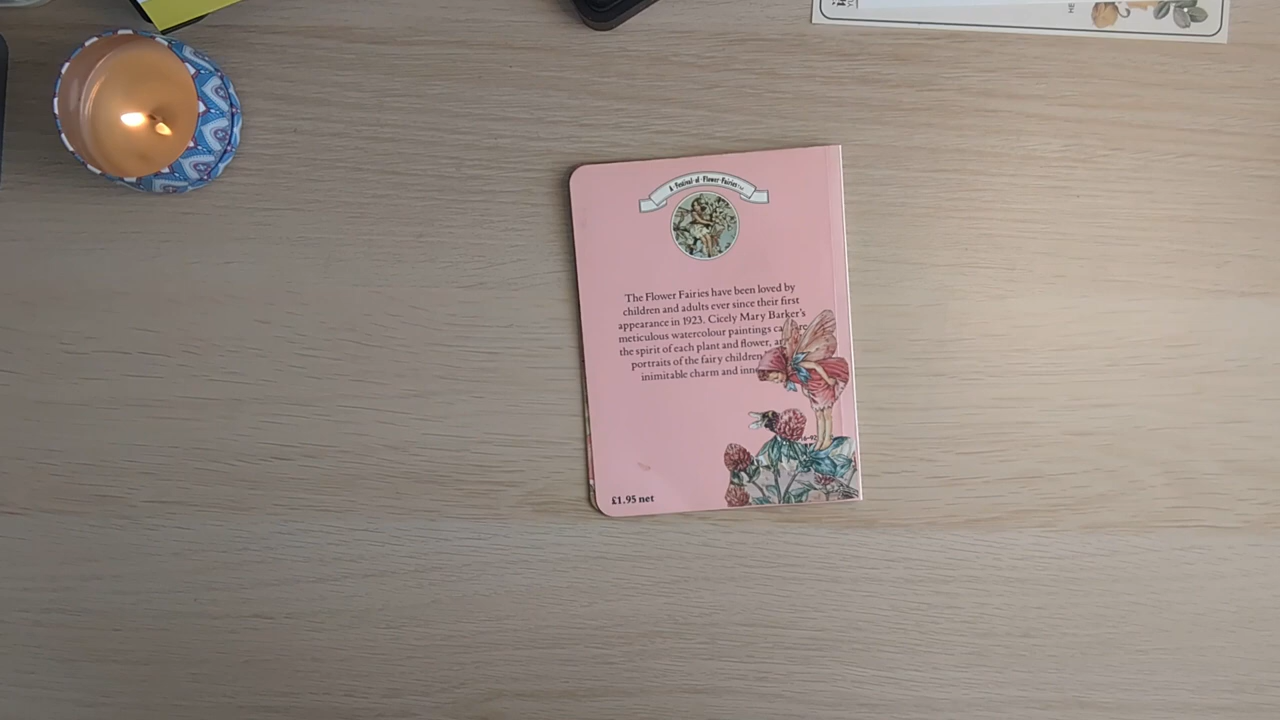 A Festival of Flower Fairies™
The Flower Fairies have been loved by
children and adults ever since their first
appearance in 1923. Cicely Mary Barker's
meticulous watercolour paintings
the spirit of each plant and flower,
portraits of the fairy children
inimitable charm and
£1.95 net